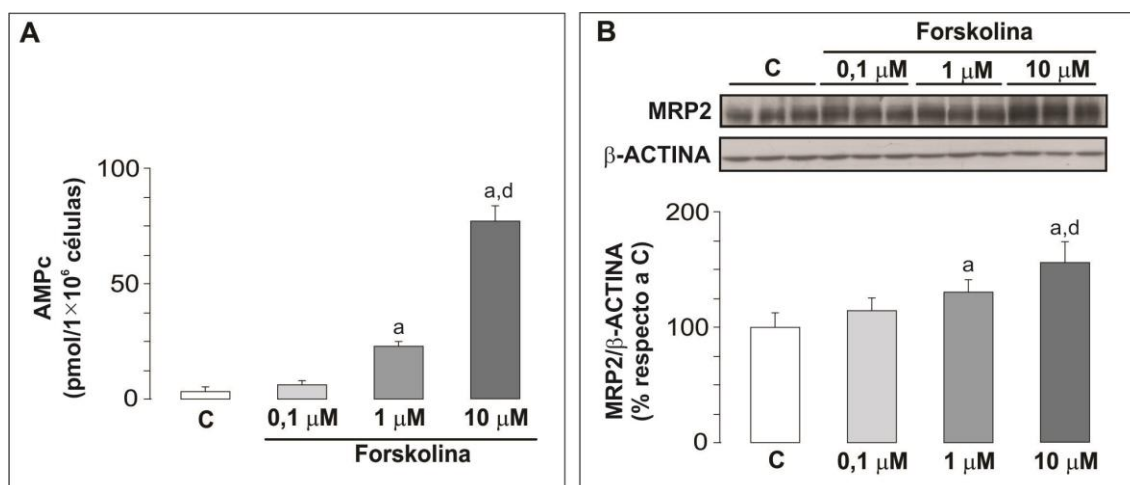 A
AMPc
(pmol/1×10⁶ células)
100
50
0
a
a,d
C
0,1 μM
1 μM
10 μM
Forskolina
B
Forskolina
C
0,1 μM
1 μM
10 μM
MRP2
β-ACTINA
MRP2/β-ACTINA
(% respecto a C)
200
100
0
a
a,d
C
0,1 μM
1 μM
10 μM